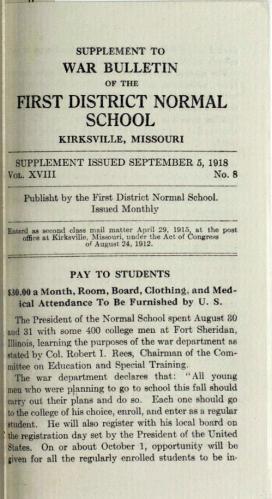 SUPPLEMENT TO
WAR BULLETIN
OF THE
FIRST DISTRICT NORMAL
SCHOOL
KIRKSVILLE, MISSOURI
SUPPLEMENT ISSUED SEPTEMBER 5, 1918
VOL. XVIII No. 8
Publisht by the First District Normal School.
Issued Monthly
Enterd as second class mail matter April 29, 1915, at the post
office at Kirksville, Missouri, under the Act of Congress
of August 24, 1912.
PAY TO STUDENTS
$30.00 a Month, Room, Board, Clothing, and Med-
ical Attendance To Be Furnished by U. S.
The President of the Normal School spent August 30
and 31 with some 400 college men at Fort Sheridan,
Illinois, learning the purposes of the war department as
stated by Col. Robert I. Rees, Chairman of the Com-
mittee on Education and Special Training.
The war department declares that: "All young
men who were planning to go to school this fall should
carry out their plans and do so. Each one should go
to the college of his choice, enroll, and enter as a regular
student. He will also register with his local board on
the registration day set by the President of the United
States. On or about October 1, opportunity will be
given for all the regularly enrolled students to be in-